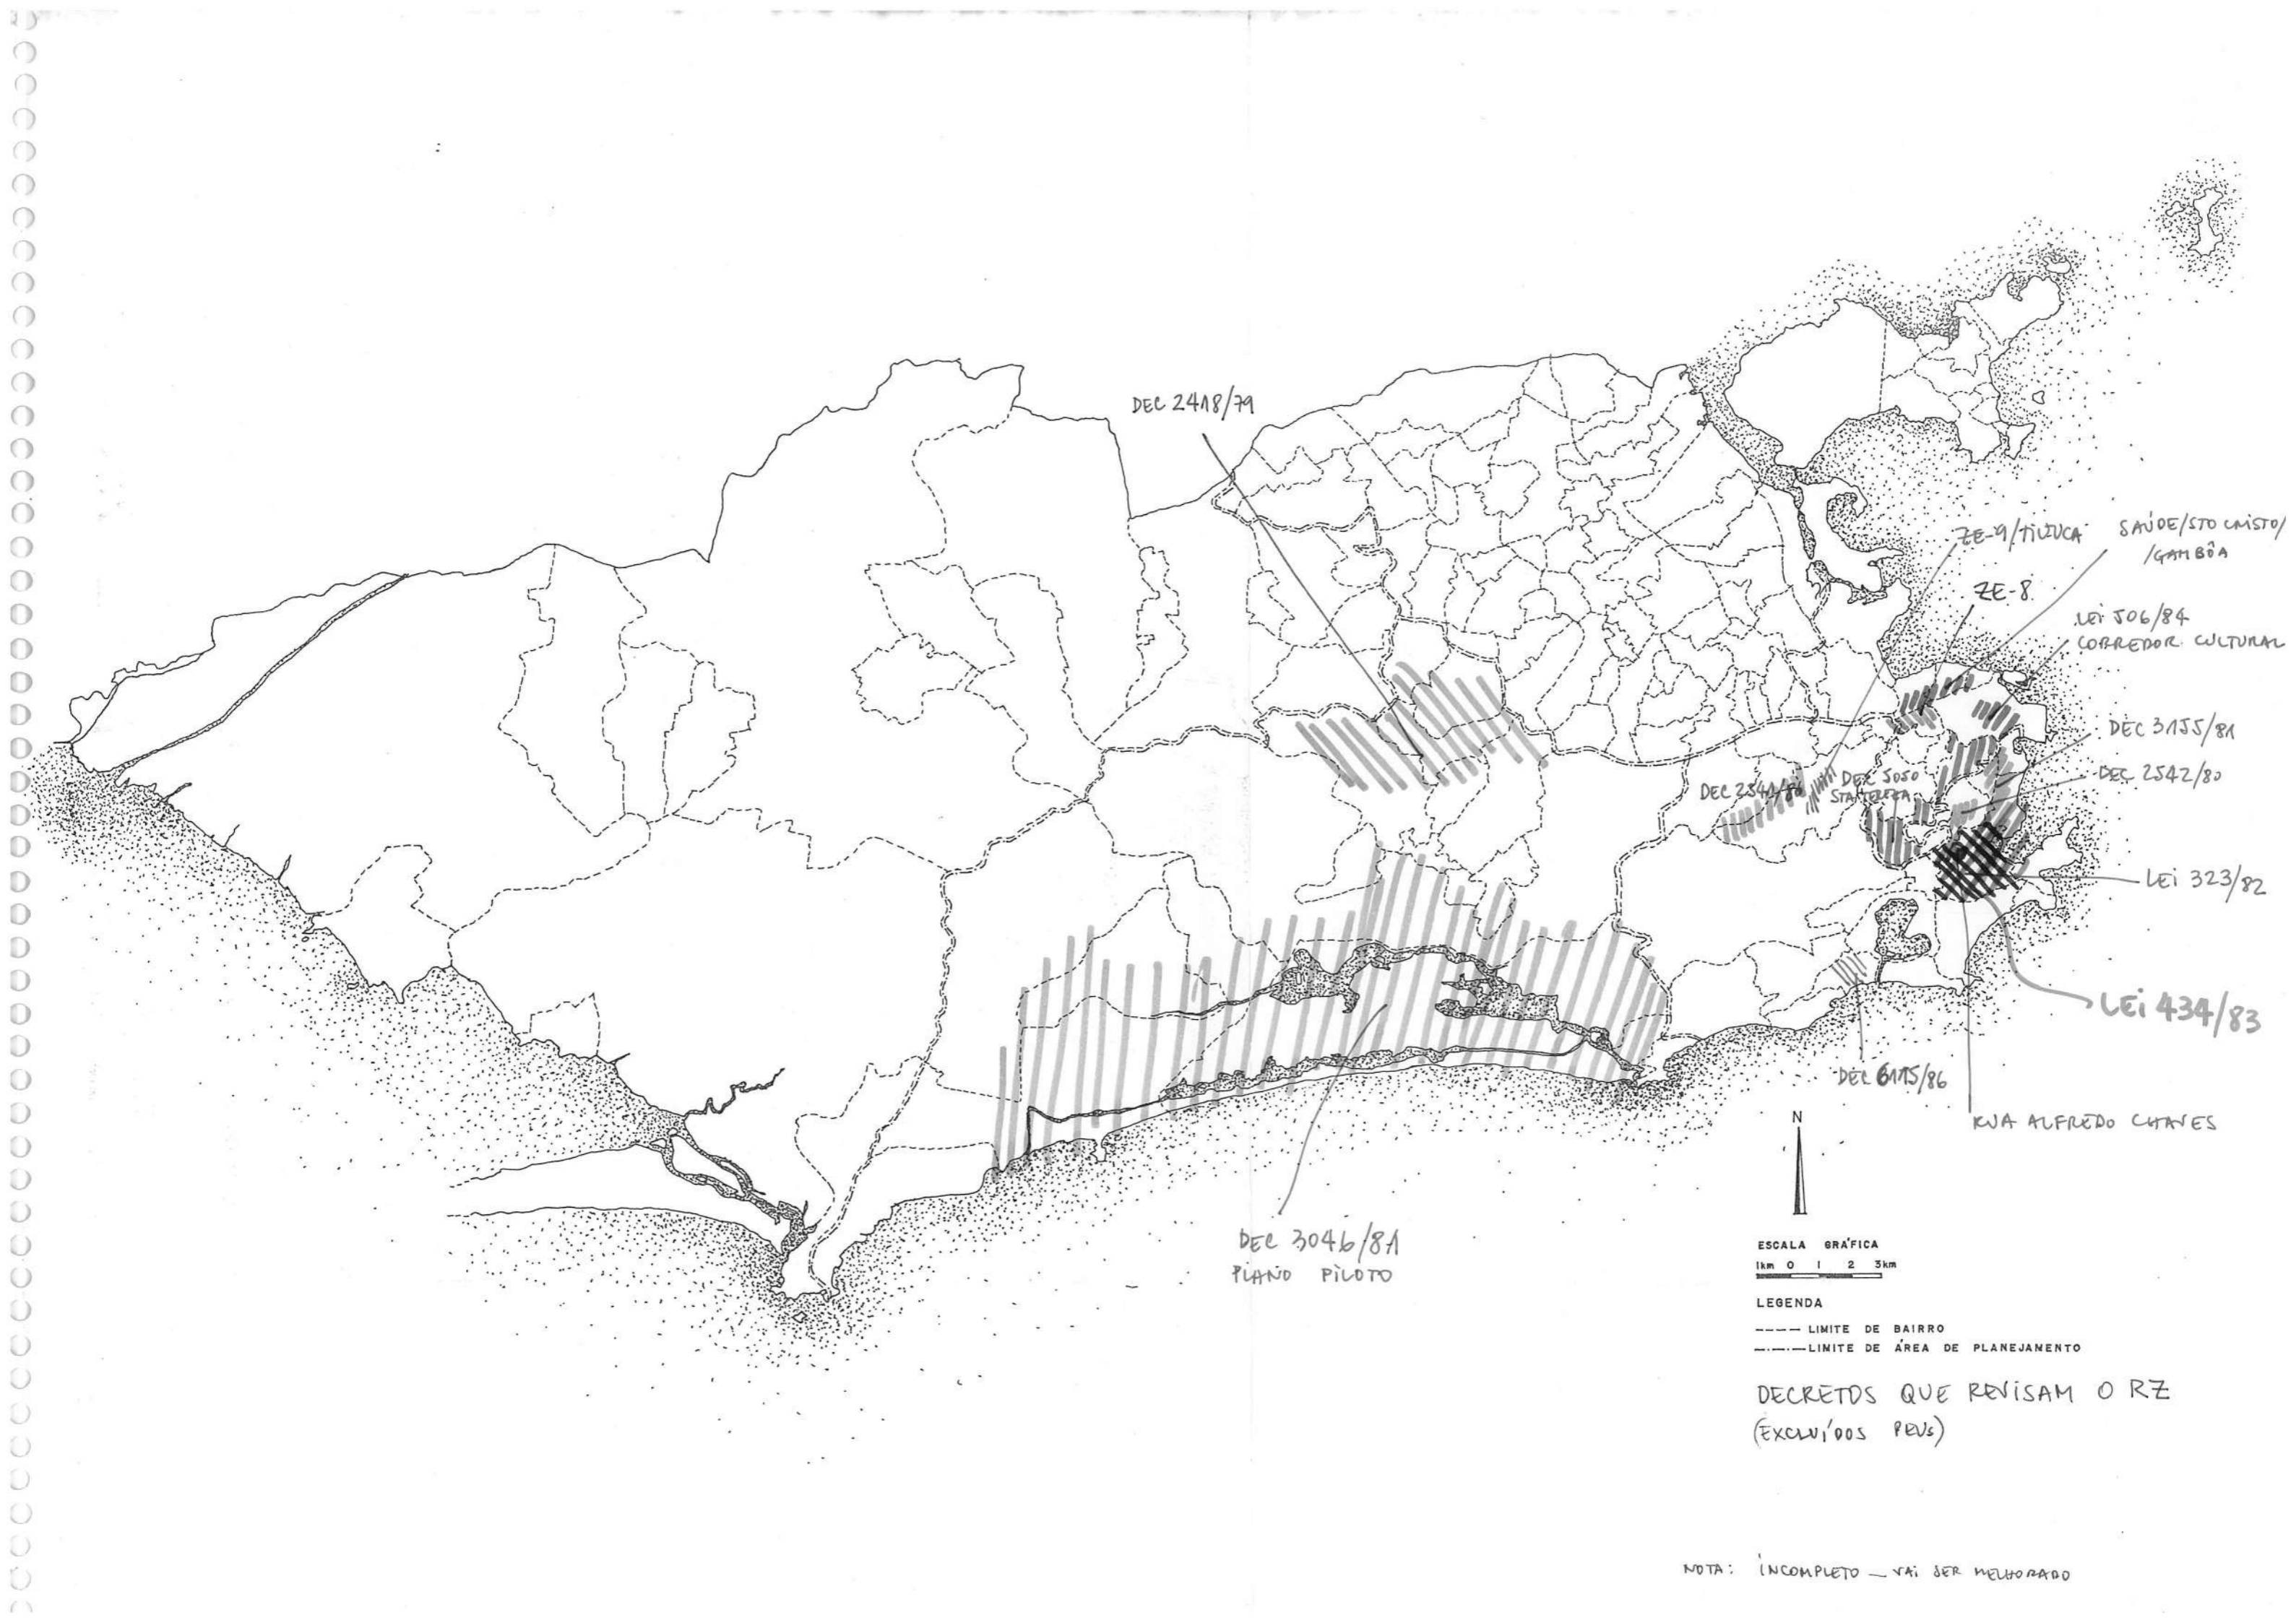 DEC 2418/79
ZE-9/TIJUCA
SAÚDE/STO CRISTO/
/GAMBÔA
ZE-8
LEI 506/84
CORREDOR CULTURAL
DEC 3155/81
DEC 2542/80
DEC 5050
STA TEREZA
LEI 323/82
LEI 434/83
DEC 6115/86
RUA ALFREDO CHAVES
DEC 3046/81
PLANO PILOTO
N
ESCALA GRÁFICA
1km 0 1 2 3km
LEGENDA
---- LIMITE DE BAIRRO
—.—.— LIMITE DE ÁREA DE PLANEJAMENTO
DECRETOS QUE REVISAM O RZ
(EXCLUÍDOS PEUs)
NOTA: INCOMPLETO — VAI SER MELHORADO